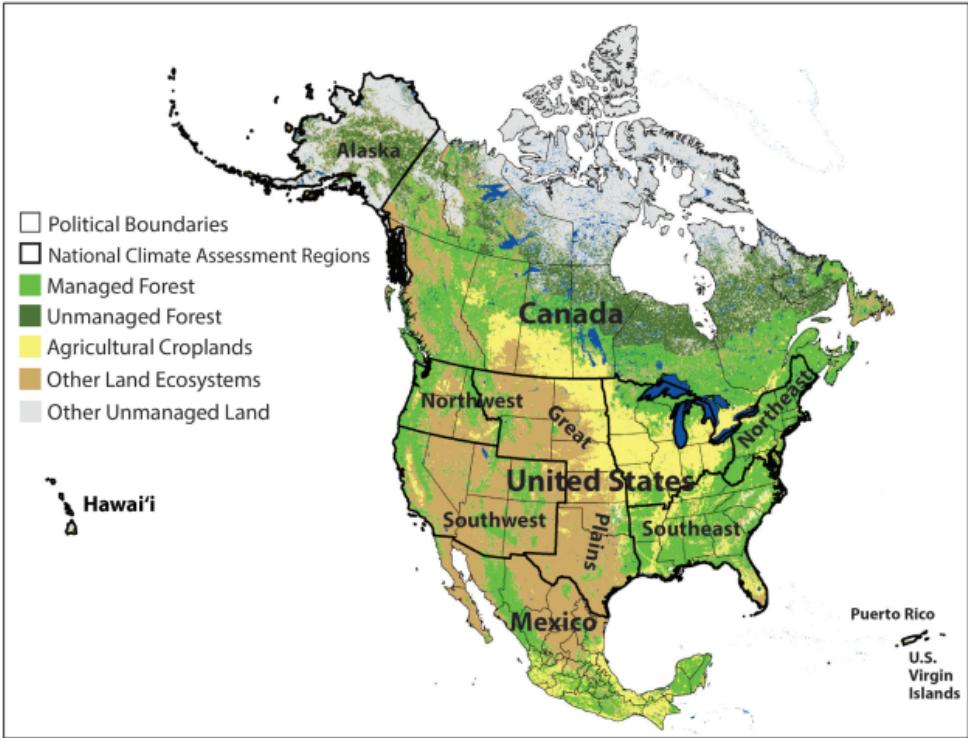 Alaska
Political Boundaries
National Climate Assessment Regions
Managed Forest
Unmanaged Forest
Agricultural Croplands
Other Land Ecosystems
Other Unmanaged Land
Canada
Northwest
Great
Northeast
United States
Hawai‘i
Southwest
Plains
Southeast
Mexico
Puerto Rico
U.S.
Virgin
Islands